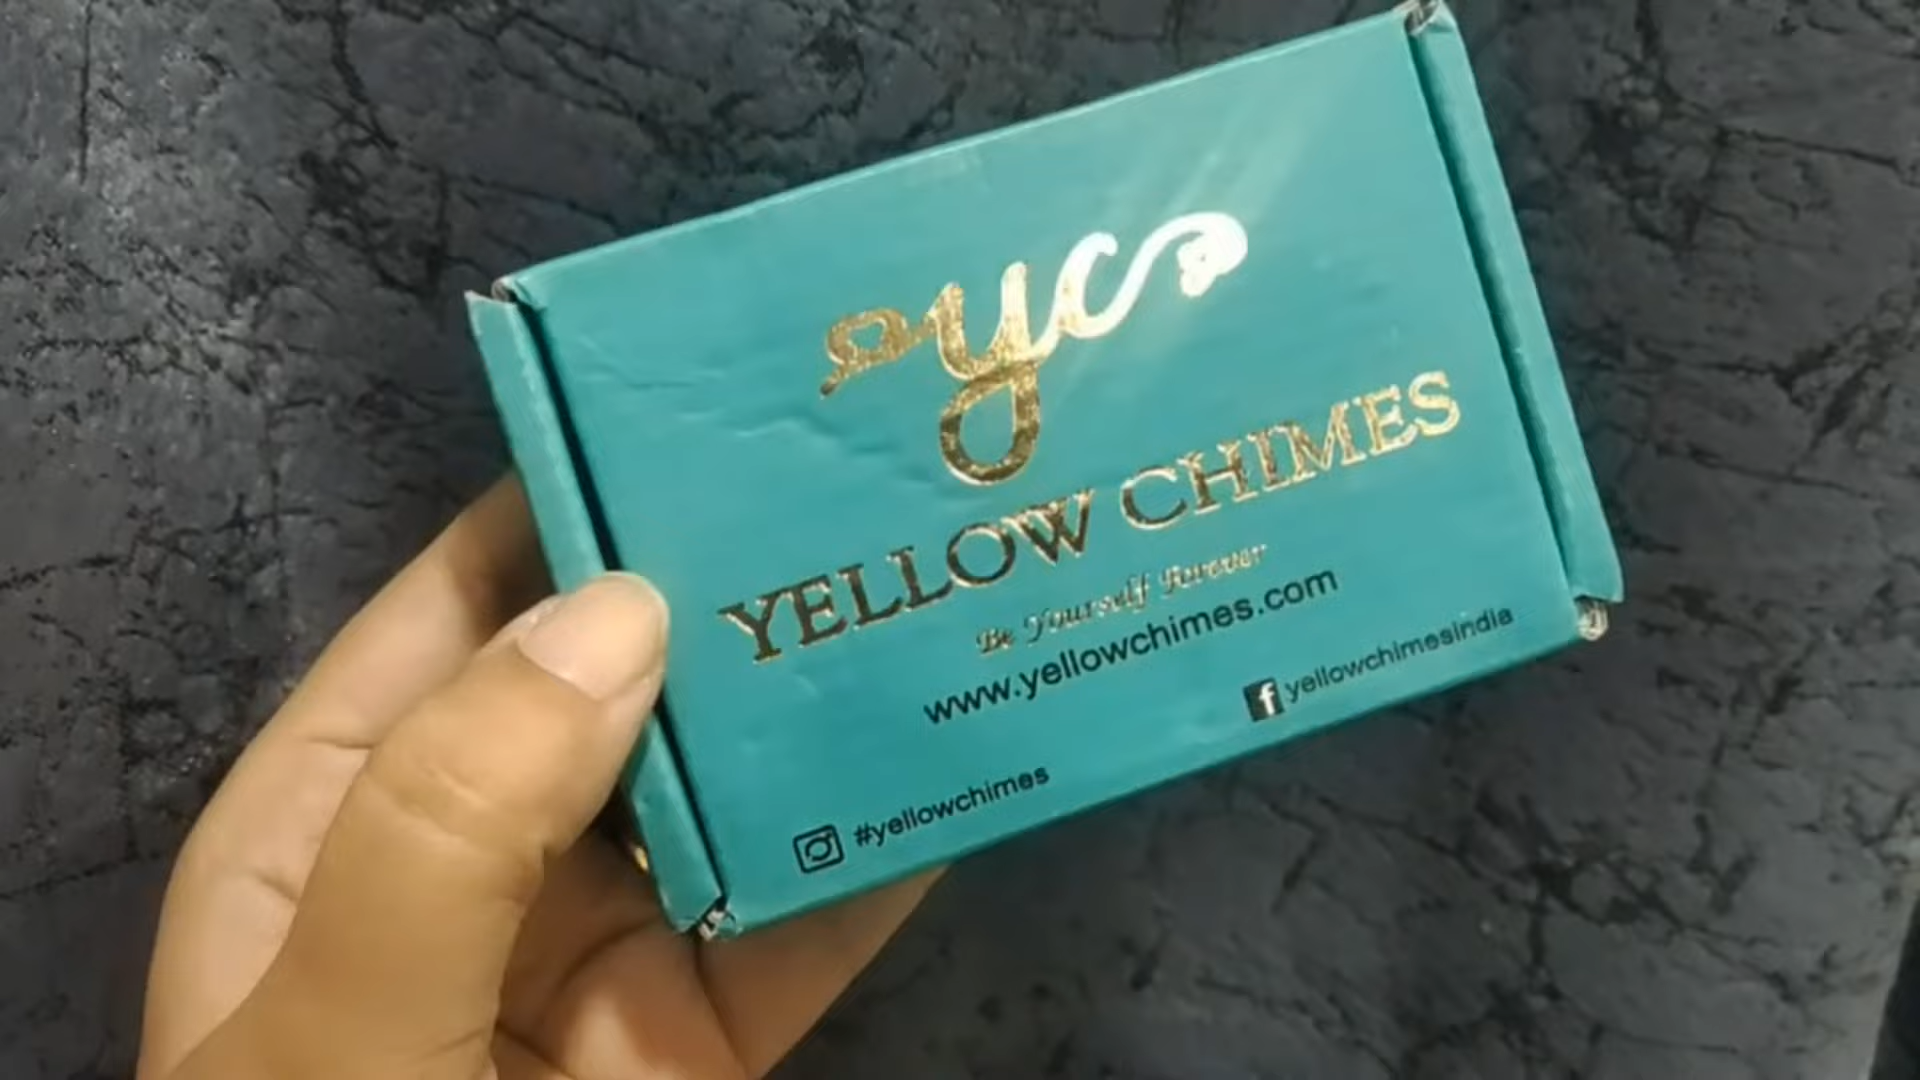 yc
YELLOW CHIMES
Be Yourself Forever
www.yellowchimes.com
#yellowchimes
yellowchimesindia